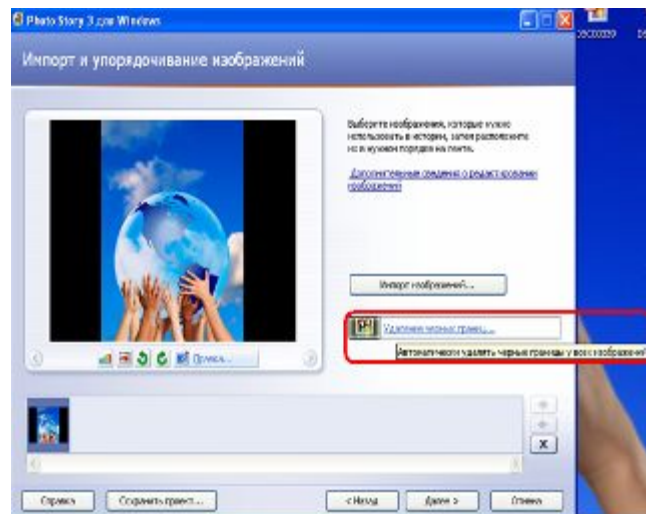 Photo Story 3 для Windows
Импорт и упорядочивание изображений
Выберите изображения, которые нужно
использовать в истории, затем расположите
их в нужном порядке на ленте.
Дополнительные сведения о редактировании
изображений
Импорт изображений...
Удаление черных границ...
Автоматически удалять черные границы у всех изображений
Правка...
Справка
Сохранить проект...
< Назад
Далее >
Отмена